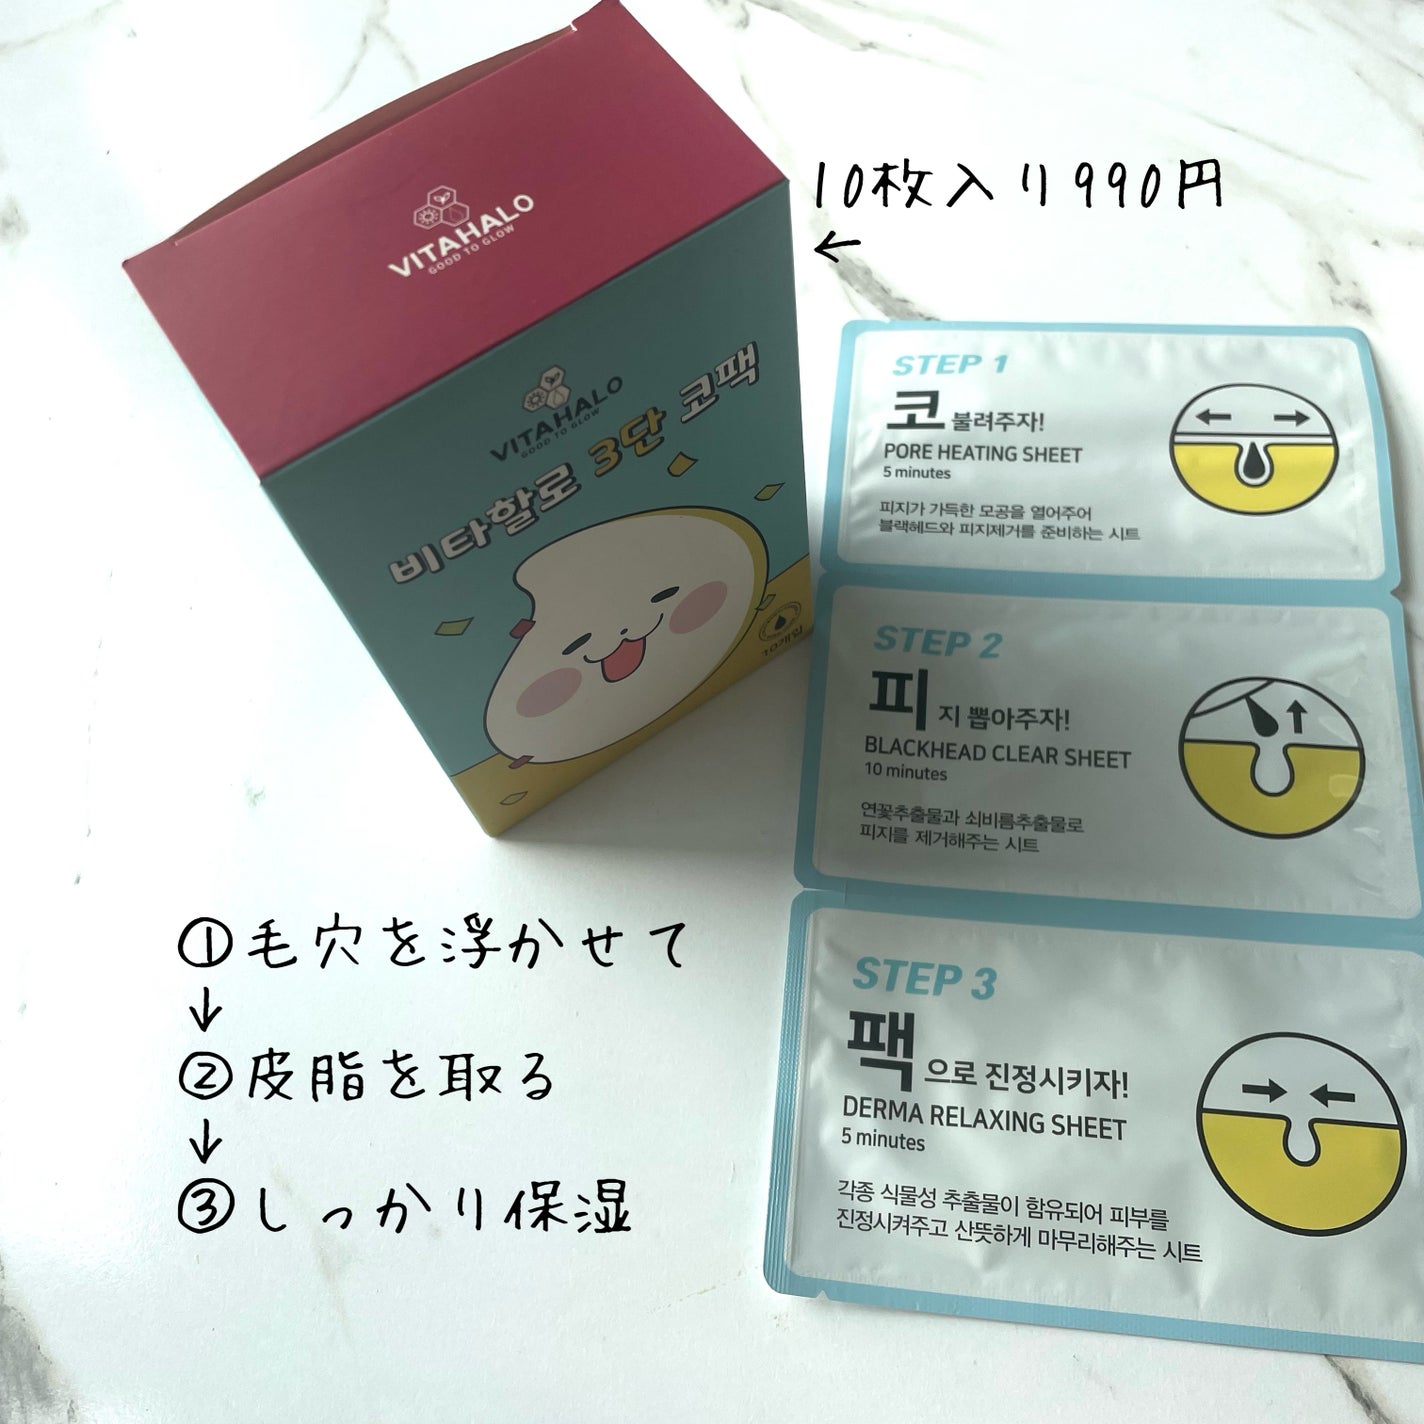 VITAHALO
GOOD TO GLOW
10枚入り990円
←
VITAHALO
GOOD TO GLOW
비타할로 3단 코팩
10개입
STEP 1
코 불려주자!
PORE HEATING SHEET
5 minutes
피지가 가득한 모공을 열어주어
블랙헤드와 피지제거를 준비하는 시트
STEP 2
피지 뽑아주자!
BLACKHEAD CLEAR SHEET
10 minutes
연꽃추출물과 쇠비름추출물로
피지를 제거해주는 시트
STEP 3
팩으로 진정시키자!
DERMA RELAXING SHEET
5 minutes
각종 식물성 추출물이 함유되어 피부를
진정시켜주고 산뜻하게 마무리해주는 시트
①毛穴を浮かせて
↓
②皮脂を取る
↓
③しっかり保湿